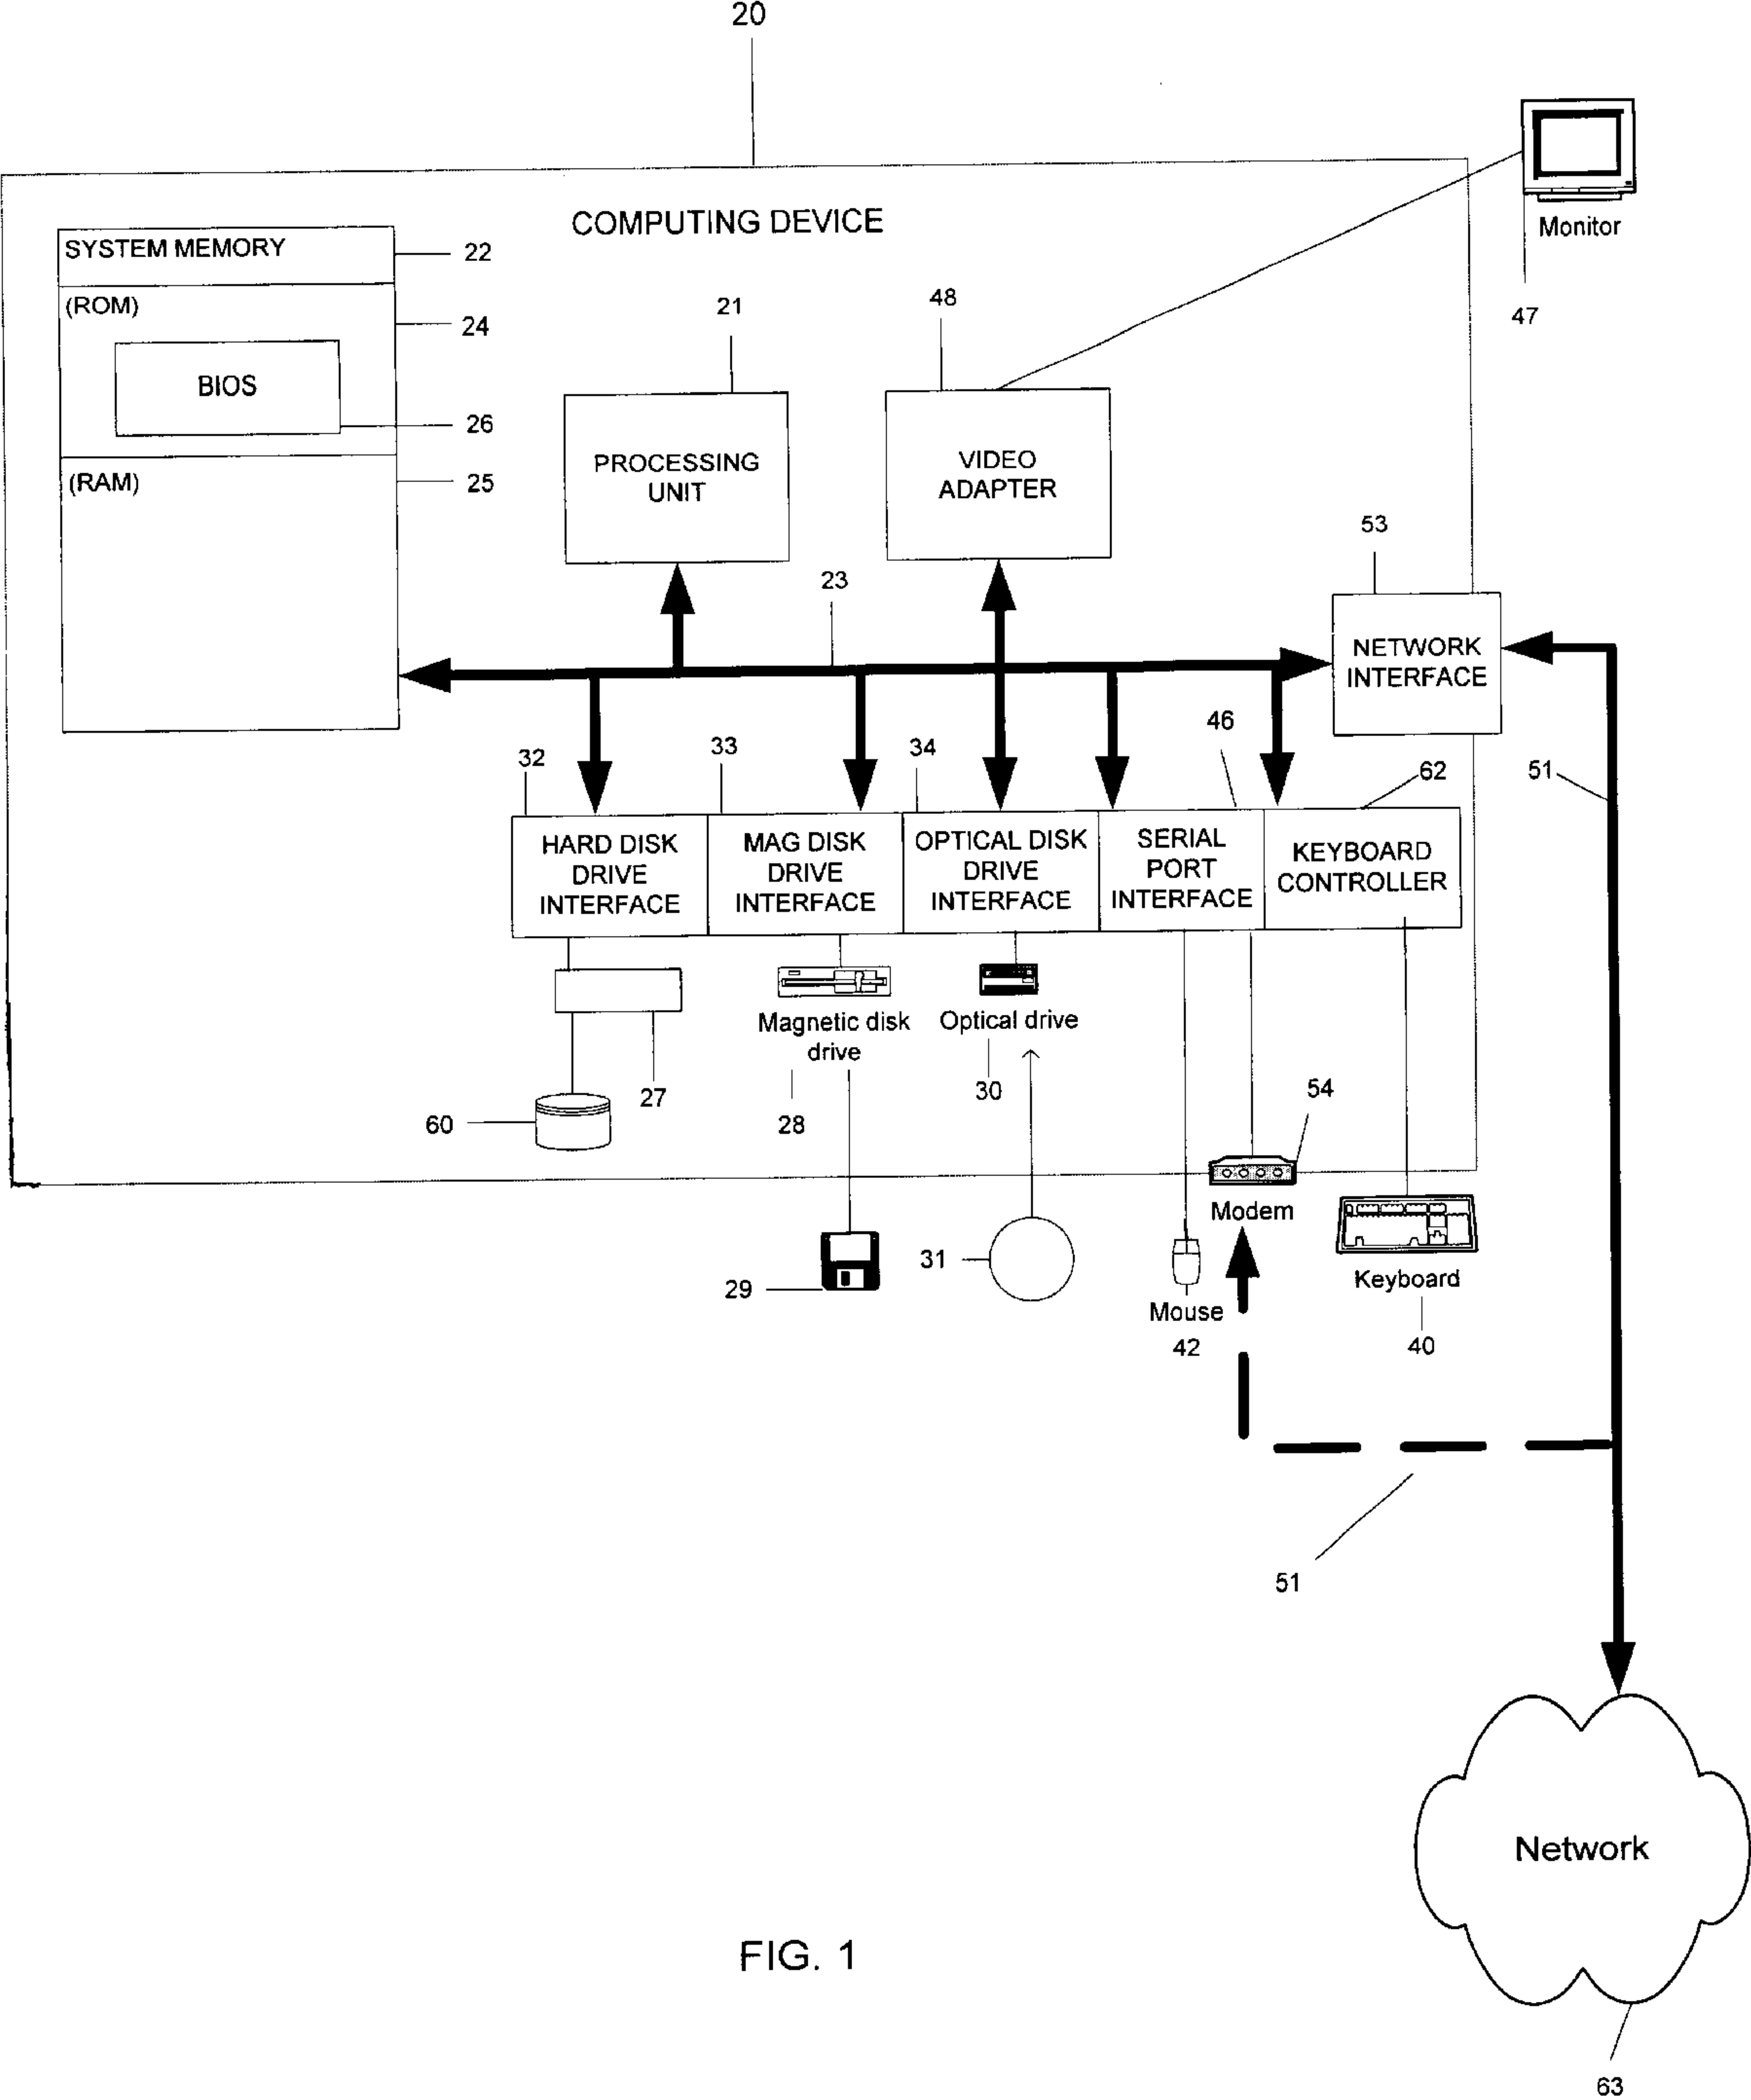 20
COMPUTING DEVICE
SYSTEM MEMORY
22
(ROM)
24
BIOS
26
(RAM)
25
21
PROCESSING
UNIT
48
VIDEO
ADAPTER
Monitor
47
23
53
NETWORK
INTERFACE
51
32
HARD DISK
DRIVE
INTERFACE
33
MAG DISK
DRIVE
INTERFACE
34
OPTICAL DISK
DRIVE
INTERFACE
46
SERIAL
PORT
INTERFACE
62
KEYBOARD
CONTROLLER
27
60
Magnetic disk
drive
28
Optical drive
30
54
Modem
29
31
Mouse
42
Keyboard
40
51
Network
63
FIG. 1